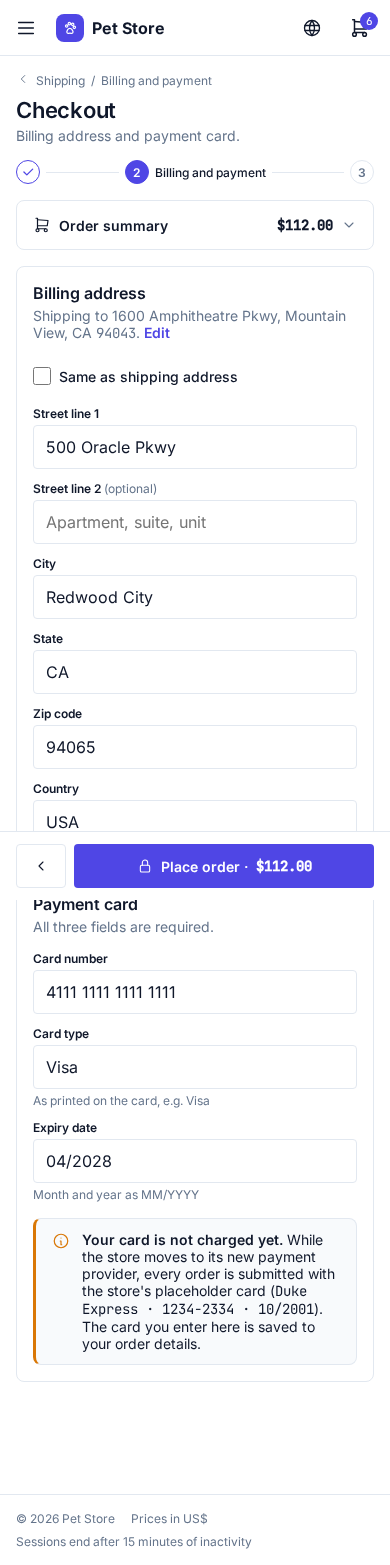 Pet Store
6
Shipping / Billing and payment
Checkout
Billing address and payment card.
2 Billing and payment 3
Order summary $112.00
Billing address
Shipping to 1600 Amphitheatre Pkwy, Mountain
View, CA 94043. Edit
Same as shipping address
Street line 1
500 Oracle Pkwy
Street line 2 (optional)
Apartment, suite, unit
City
Redwood City
State
CA
Zip code
94065
Country
USA
Place order · $112.00
Payment card
All three fields are required.
Card number
4111 1111 1111 1111
Card type
Visa
As printed on the card, e.g. Visa
Expiry date
04/2028
Month and year as MM/YYYY
Your card is not charged yet. While
the store moves to its new payment
provider, every order is submitted with
the store's placeholder card (Duke
Express · 1234-2334 · 10/2001).
The card you enter here is saved to
your order details.
© 2026 Pet Store Prices in US$
Sessions end after 15 minutes of inactivity